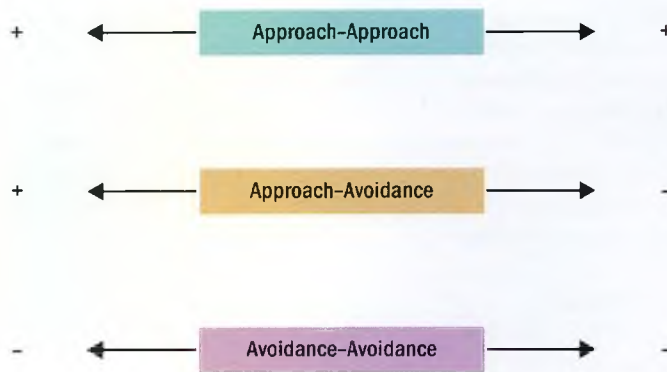 + Approach–Approach +
+ Approach–Avoidance -
- Avoidance–Avoidance -